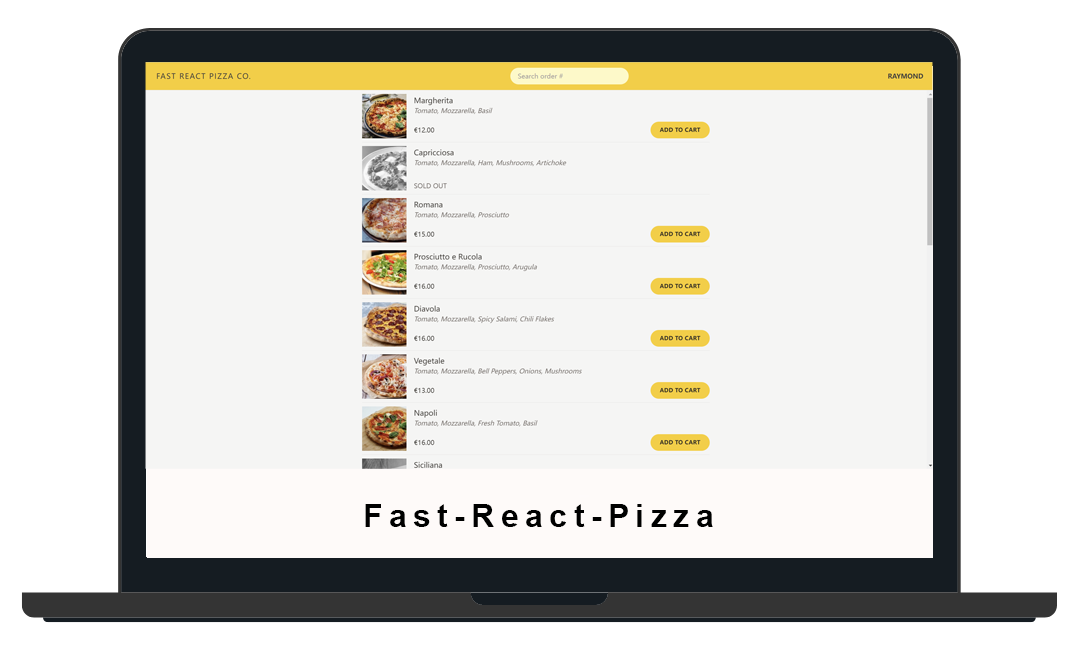 FAST REACT PIZZA CO.
Search order #
RAYMOND
Margherita
Tomato, Mozzarella, Basil
€12.00
ADD TO CART
Capricciosa
Tomato, Mozzarella, Ham, Mushrooms, Artichoke
SOLD OUT
Romana
Tomato, Mozzarella, Prosciutto
€15.00
ADD TO CART
Prosciutto e Rucola
Tomato, Mozzarella, Prosciutto, Arugula
€16.00
ADD TO CART
Diavola
Tomato, Mozzarella, Spicy Salami, Chili Flakes
€16.00
ADD TO CART
Vegetale
Tomato, Mozzarella, Bell Peppers, Onions, Mushrooms
€13.00
ADD TO CART
Napoli
Tomato, Mozzarella, Fresh Tomato, Basil
€16.00
ADD TO CART
Siciliana
Fast-React-Pizza